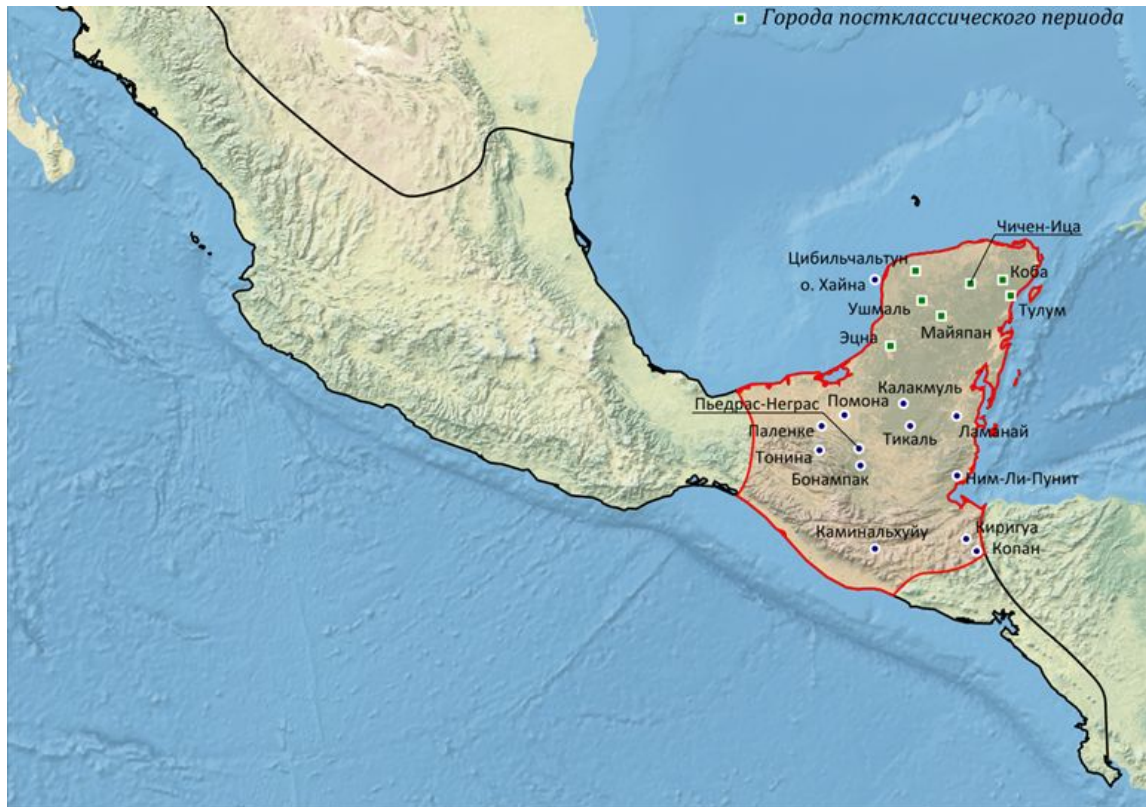 Города постклассического периода
Чичен-Ица
Цибильчальтун
Коба
о. Хайна
Ушмаль
Тулум
Майяпан
Эцна
Калакмуль
Пьедрас-Неграс
Помона
Паленке
Тикаль
Ламанай
Тонина
Бонампак
Ним-Ли-Пунит
Каминальхуйу
Киригуа
Копан